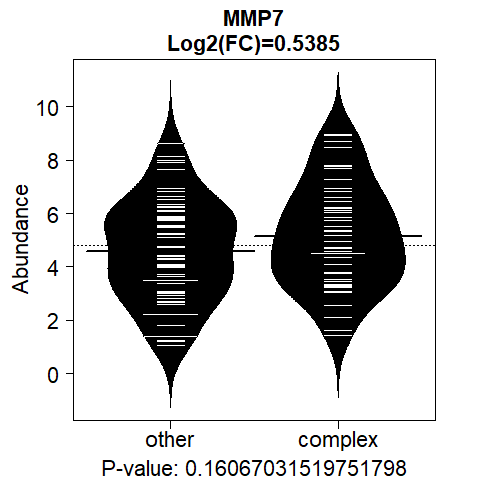 MMP7
Log2(FC)=0.5385
Abundance
10
8
6
4
2
0
other complex
P-value: 0.16067031519751798